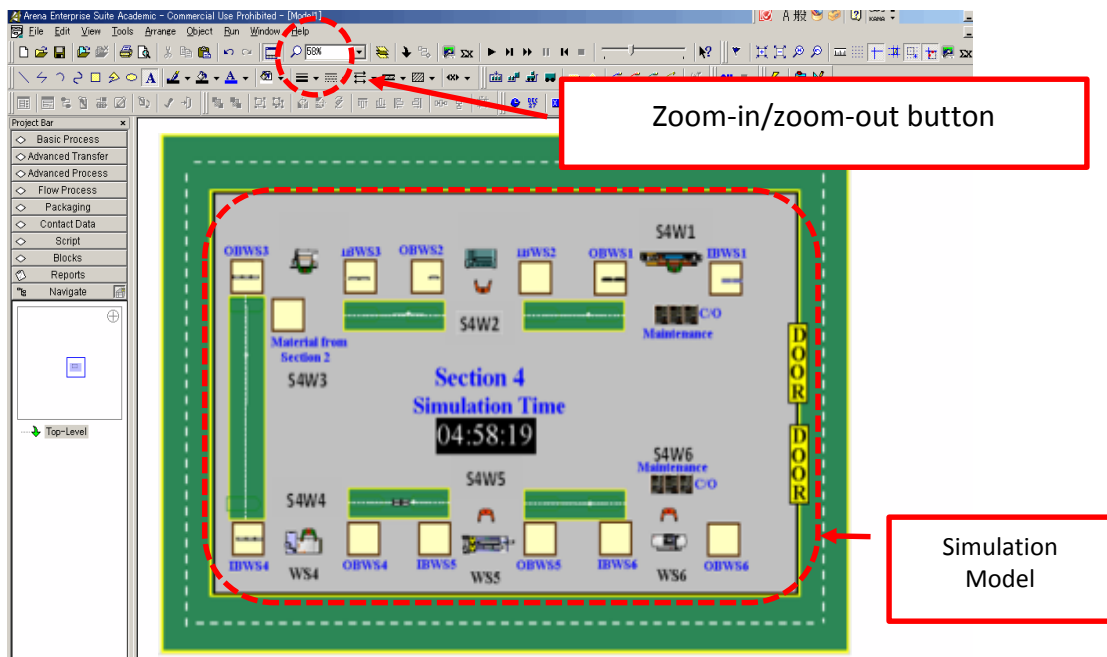 Arena Enterprise Suite Academic - Commercial Use Prohibited - [Model1]
A 般
KANA
File Edit View Tools Arrange Object Run Window Help
58%
Zoom-in/zoom-out button
Project Bar
Basic Process
Advanced Transfer
Advanced Process
Flow Process
Packaging
Contact Data
Script
Blocks
Reports
Navigate
Top-Level
S4W1
OBWS3
IBWS3
OBWS2
IBWS2
OBWS1
IBWS1
C/O
Maintenance
Material from
Section 2
S4W2
S4W3
DOOR
Section 4
Simulation Time
04:58:19
DOOR
S4W6
Maintenance
C/O
S4W5
S4W4
IBWS4
WS4
OBWS4
IBWS5
WS5
OBWS5
IBWS6
WS6
OBWS6
Simulation
Model